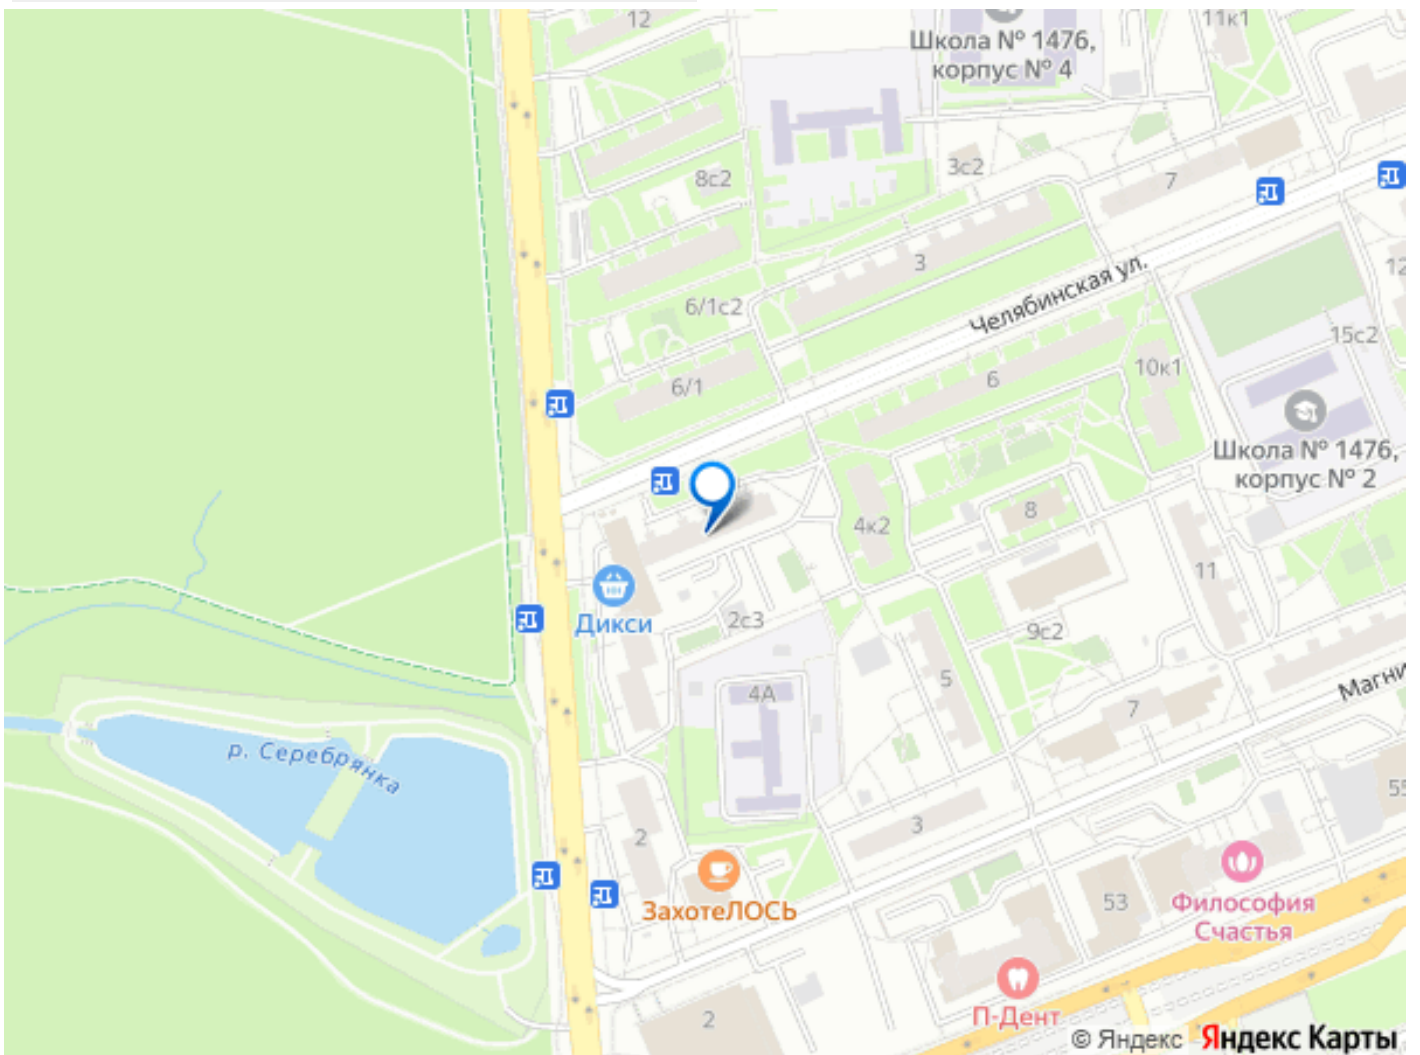 12
11к1
Школа № 1476,
корпус № 4
3с2
8с2
7
3
Челябинская ул.
12
6/1с2
15с2
10к1
6/1
6
Школа № 1476,
корпус № 2
8
4к2
11
Дикси
2с3
9с2
5
4А
Магни
7
р. Серебрянка
55
3
2
ЗахотеЛОСЬ
53
Философия
Счастья
П-Дент
2
© Яндекс Яндекс Карты